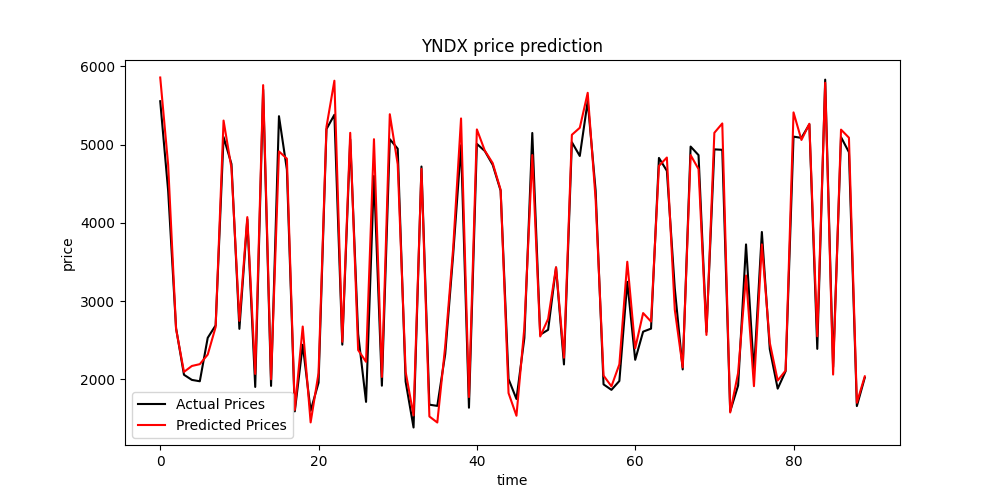 YNDX price prediction
6000
5000
4000
3000
2000
price
Actual Prices
Predicted Prices
0
20
40
60
80
time